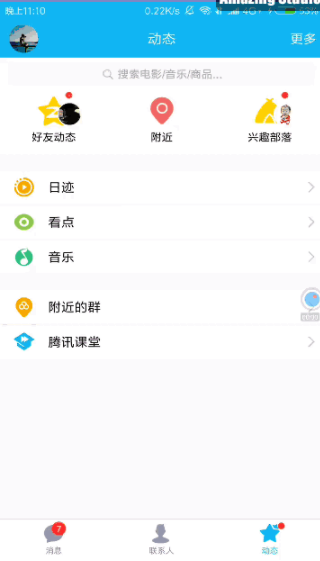 Amazing Studio
晚上11:10
0.22K/s
动态
更多
搜索电影/音乐/商品...
好友动态
附近
兴趣部落
日迹
看点
音乐
附近的群
腾讯课堂
7
消息
联系人
动态